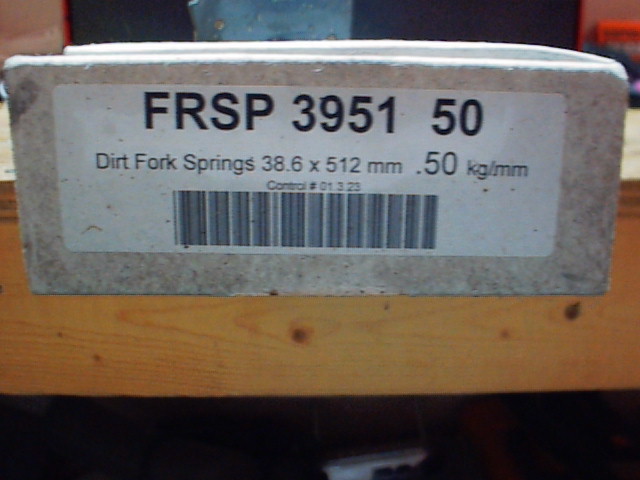 FRSP 3951 50
Dirt Fork Springs 38.6 x 512 mm .50 kg/mm
Control # 01.3.23